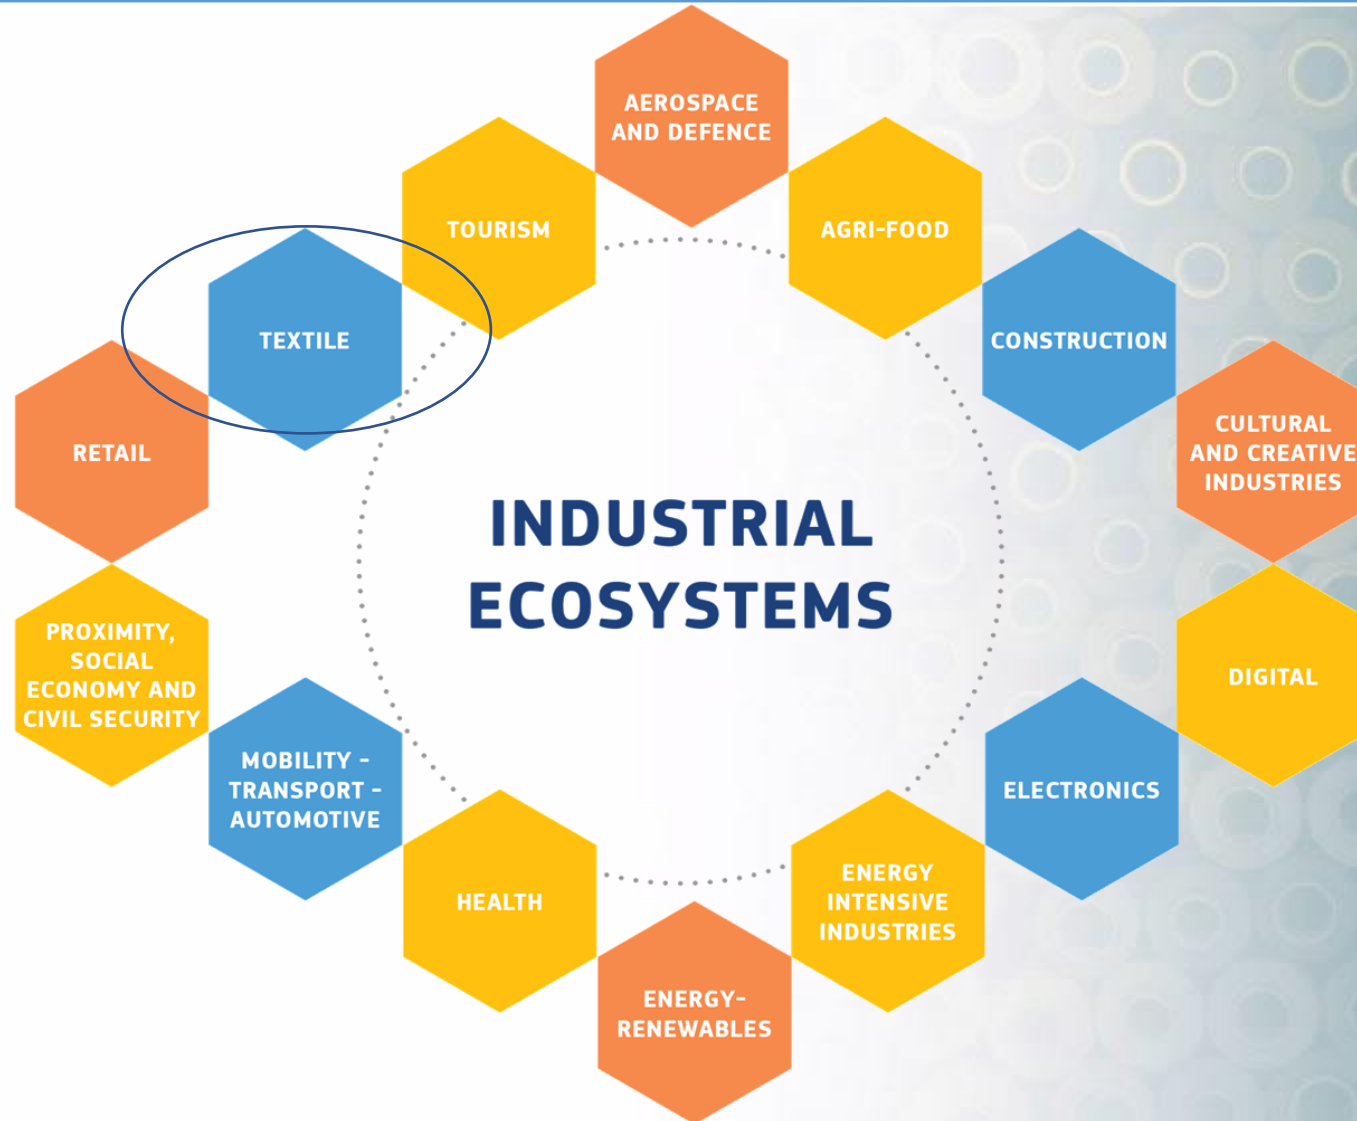 AEROSPACE
AND DEFENCE
TOURISM
AGRI-FOOD
TEXTILE
CONSTRUCTION
RETAIL
CULTURAL
AND CREATIVE
INDUSTRIES
INDUSTRIAL
ECOSYSTEMS
PROXIMITY,
SOCIAL
ECONOMY AND
CIVIL SECURITY
DIGITAL
MOBILITY -
TRANSPORT -
AUTOMOTIVE
ELECTRONICS
HEALTH
ENERGY
INTENSIVE
INDUSTRIES
ENERGY-
RENEWABLES